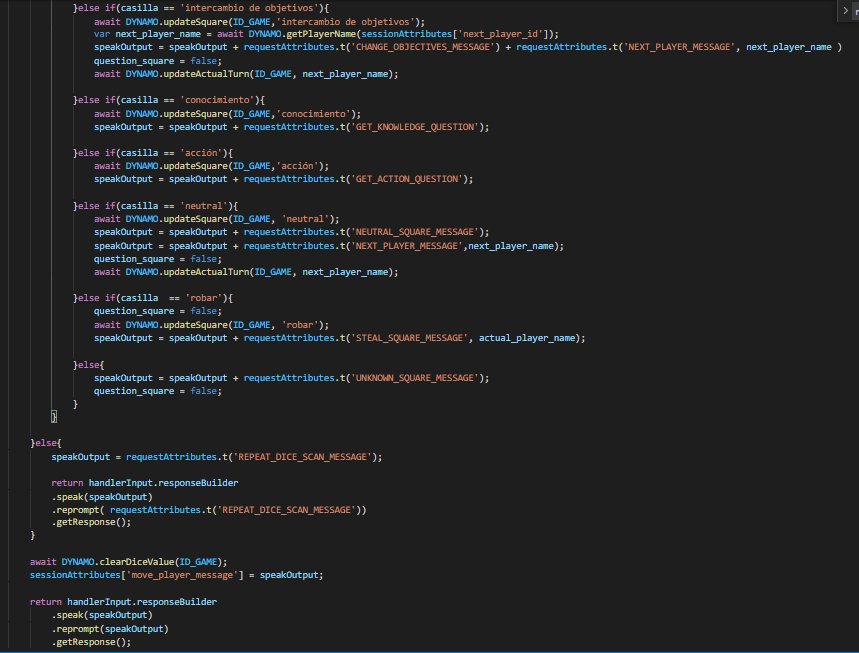 }else if(casilla == 'intercambio de objetivos'){
await DYNAMO.updateSquare(ID_GAME,'intercambio de objetivos');
var next_player_name = await DYNAMO.getPlayerName(sessionAttributes['next_player_id']);
speakOutput = speakOutput + requestAttributes.t('CHANGE_OBJECTIVES_MESSAGE') + requestAttributes.t('NEXT_PLAYER_MESSAGE', next_player_name )
question_square = false;
await DYNAMO.updateActualTurn(ID_GAME, next_player_name);
}else if(casilla == 'conocimiento'){
await DYNAMO.updateSquare(ID_GAME,'conocimiento');
speakOutput = speakOutput + requestAttributes.t('GET_KNOWLEDGE_QUESTION');
}else if(casilla == 'acción'){
await DYNAMO.updateSquare(ID_GAME,'acción');
speakOutput = speakOutput + requestAttributes.t('GET_ACTION_QUESTION');
}else if(casilla == 'neutral'){
await DYNAMO.updateSquare(ID_GAME, 'neutral');
speakOutput = speakOutput + requestAttributes.t('NEUTRAL_SQUARE_MESSAGE');
speakOutput = speakOutput + requestAttributes.t('NEXT_PLAYER_MESSAGE',next_player_name);
question_square = false;
await DYNAMO.updateActualTurn(ID_GAME, next_player_name);
}else if(casilla  == 'robar'){
question_square = false;
await DYNAMO.updateSquare(ID_GAME, 'robar');
speakOutput = speakOutput + requestAttributes.t('STEAL_SQUARE_MESSAGE', actual_player_name);
}else{
speakOutput = speakOutput + requestAttributes.t('UNKNOWN_SQUARE_MESSAGE');
question_square = false;
}
}
}else{
speakOutput = requestAttributes.t('REPEAT_DICE_SCAN_MESSAGE');
return handlerInput.responseBuilder
.speak(speakOutput)
.reprompt( requestAttributes.t('REPEAT_DICE_SCAN_MESSAGE'))
.getResponse();
}
await DYNAMO.clearDiceValue(ID_GAME);
sessionAttributes['move_player_message'] = speakOutput;
return handlerInput.responseBuilder
.speak(speakOutput)
.reprompt(speakOutput)
.getResponse();